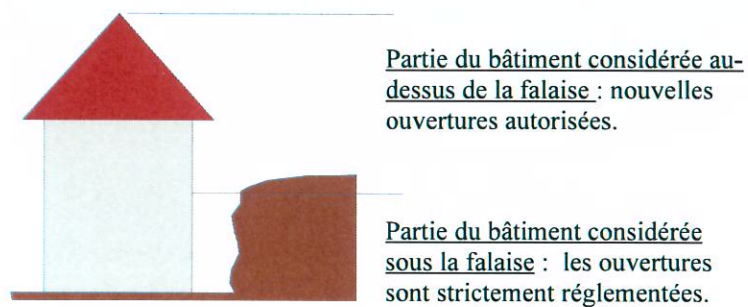 Partie du bâtiment considérée au-
dessus de la falaise : nouvelles
ouvertures autorisées.
Partie du bâtiment considérée
sous la falaise : les ouvertures
sont strictement réglementées.